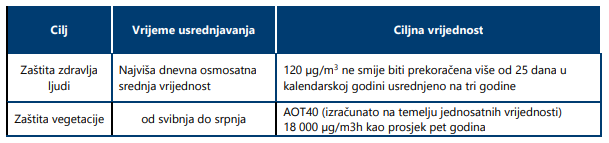 Cilj
Vrijeme usrednjavanja
Ciljna vrijednost
Zaštita zdravlja
ljudi
Najviša dnevna osmosatna
srednja vrijednost
120 µg/m³ ne smije biti prekoračena više od 25 dana u
kalendarskoj godini usrednjeno na tri godine
Zaštita vegetacije
od svibnja do srpnja
AOT40 (izračunato na temelju jednosatnih vrijednosti)
18 000 µg/m3h kao prosjek pet godina